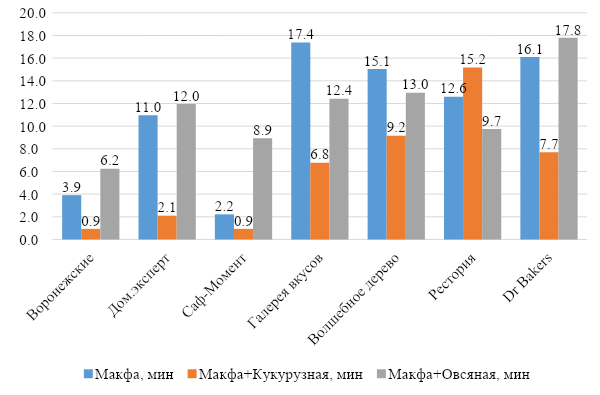 20.0
18.0
16.0
14.0
12.0
10.0
8.0
6.0
4.0
2.0
0.0
3.9 0.9 6.2
11.0 2.1 12.0
2.2 0.9 8.9
17.4 6.8 12.4
15.1 9.2 13.0
12.6 15.2 9.7
16.1 7.7 17.8
Воронежские
Дом.эксперт
Саф-Момент
Галерея вкусов
Волшебное дерево
Рестория
Dr Bakers
Макфа, мин Макфа+Кукурузная, мин Макфа+Овсяная, мин